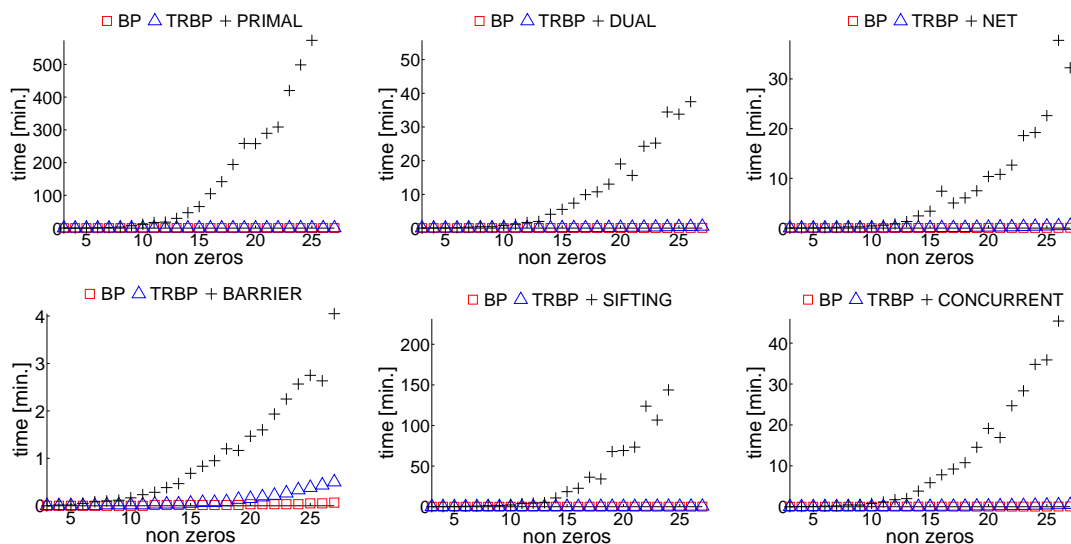 BP TRBP PRIMAL
time [min.]
500
400
300
200
100
0
5 10 15 20 25
non zeros
BP TRBP DUAL
time [min.]
50
40
30
20
10
0
5 10 15 20 25
non zeros
BP TRBP NET
time [min.]
30
20
10
0
5 10 15 20 25
non zeros
BP TRBP BARRIER
time [min.]
4
3
2
1
0
5 10 15 20 25
non zeros
BP TRBP SIFTING
time [min.]
200
150
100
50
0
5 10 15 20 25
non zeros
BP TRBP CONCURRENT
time [min.]
40
30
20
10
0
5 10 15 20 25
non zeros